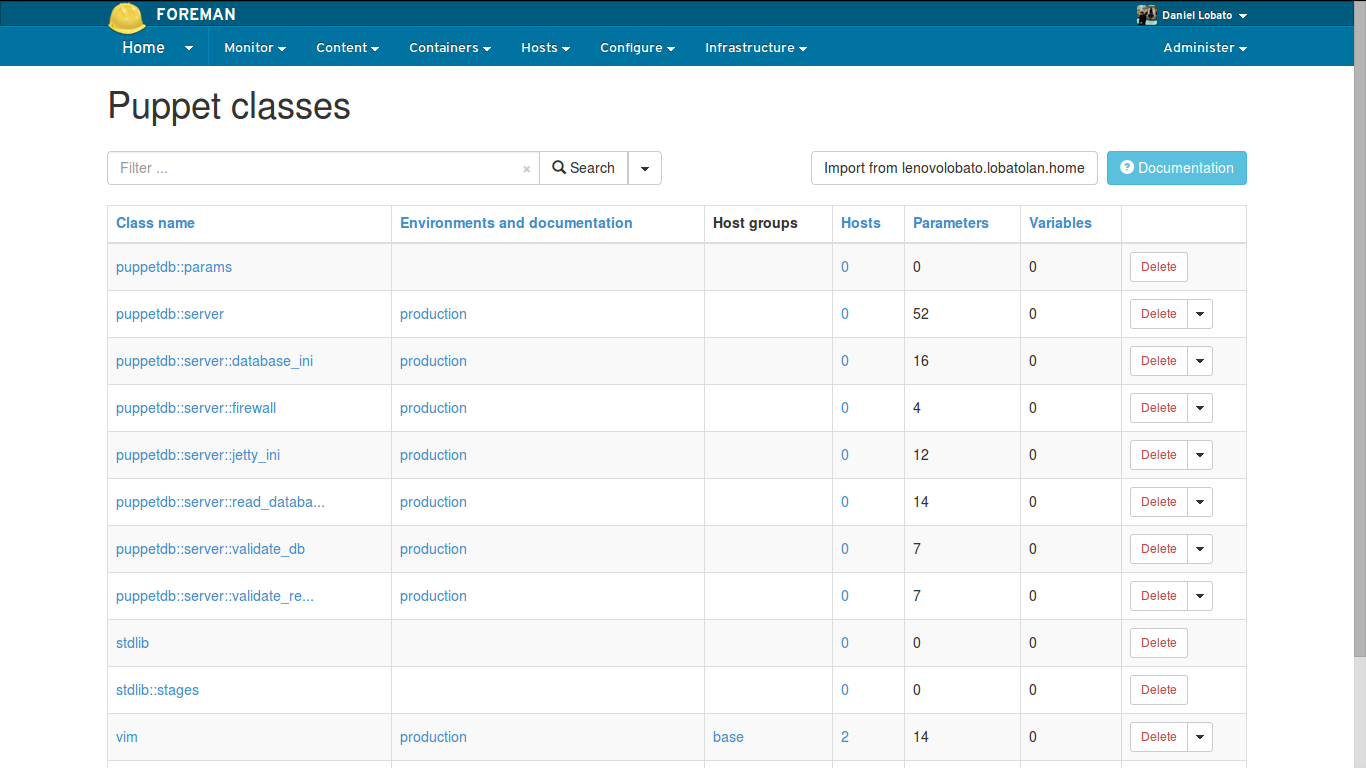 FOREMAN
Daniel Lobato
Home Monitor Content Containers Hosts Configure Infrastructure Administer
Puppet classes
Filter ... × Search Import from lenovolobato.lobatolan.home ? Documentation
Class name Environments and documentation Host groups Hosts Parameters Variables
puppetdb::params 0 0 0 Delete
puppetdb::server production 0 52 0 Delete
puppetdb::server::database_ini production 0 16 0 Delete
puppetdb::server::firewall production 0 4 0 Delete
puppetdb::server::jetty_ini production 0 12 0 Delete
puppetdb::server::read_databa... production 0 14 0 Delete
puppetdb::server::validate_db production 0 7 0 Delete
puppetdb::server::validate_re... production 0 7 0 Delete
stdlib 0 0 0 Delete
stdlib::stages 0 0 0 Delete
vim production base 2 14 0 Delete